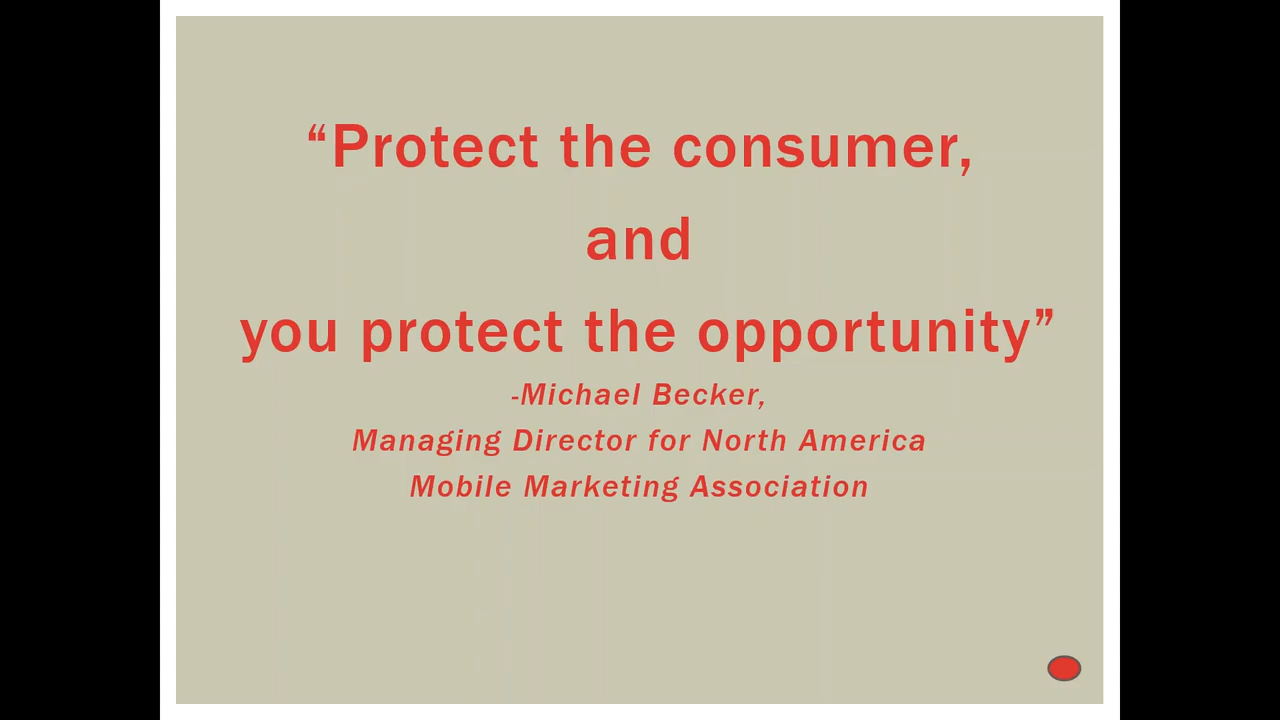 “Protect the consumer,
and
you protect the opportunity”
-Michael Becker,
Managing Director for North America
Mobile Marketing Association